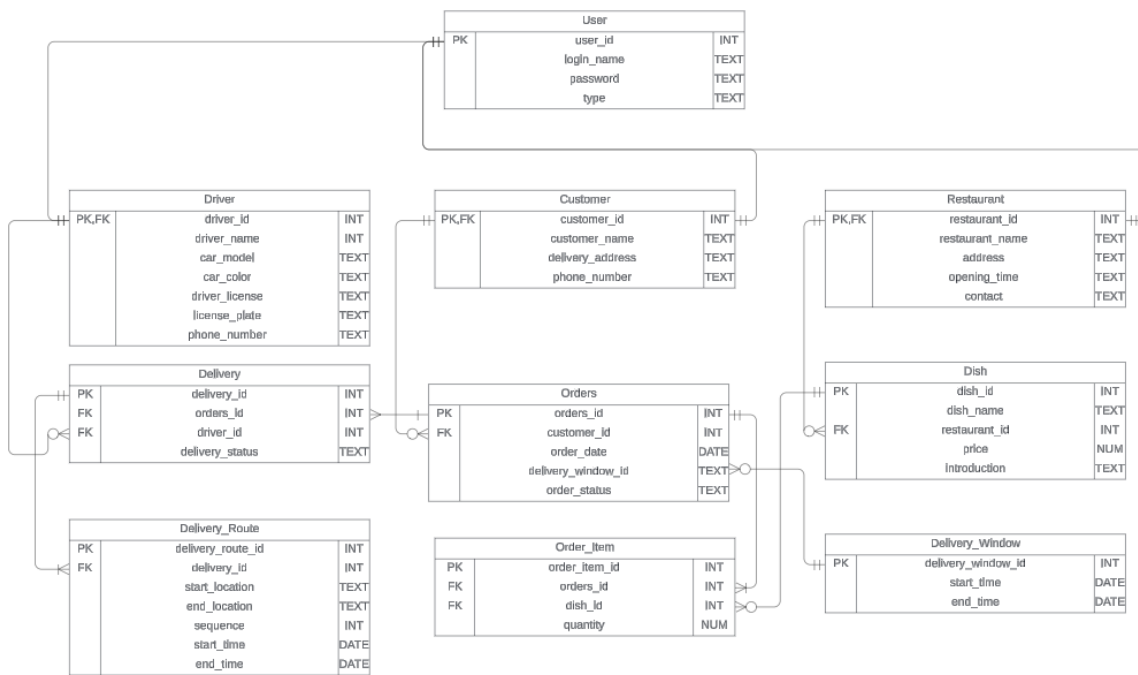 User
PK user_id INT
login_name TEXT
password TEXT
type TEXT
Driver
PK,FK driver_id INT
driver_name INT
car_model TEXT
car_color TEXT
driver_license TEXT
license_plate TEXT
phone_number TEXT
Customer
PK,FK customer_id INT
customer_name TEXT
delivery_address TEXT
phone_number TEXT
Restaurant
PK,FK restaurant_id INT
restaurant_name TEXT
address TEXT
opening_time TEXT
contact TEXT
Delivery
PK delivery_id INT
FK orders_id INT
FK driver_id INT
delivery_status TEXT
Orders
PK orders_id INT
FK customer_id INT
order_date DATE
delivery_window_id TEXT
order_status TEXT
Dish
PK dish_id INT
dish_name TEXT
FK restaurant_id INT
price NUM
introduction TEXT
Delivery_Route
PK delivery_route_id INT
FK delivery_id INT
start_location TEXT
end_location TEXT
sequence INT
start_time DATE
end_time DATE
Order_Item
PK order_item_id INT
FK orders_id INT
FK dish_id INT
quantity NUM
Delivery_Window
PK delivery_window_id INT
start_time DATE
end_time DATE